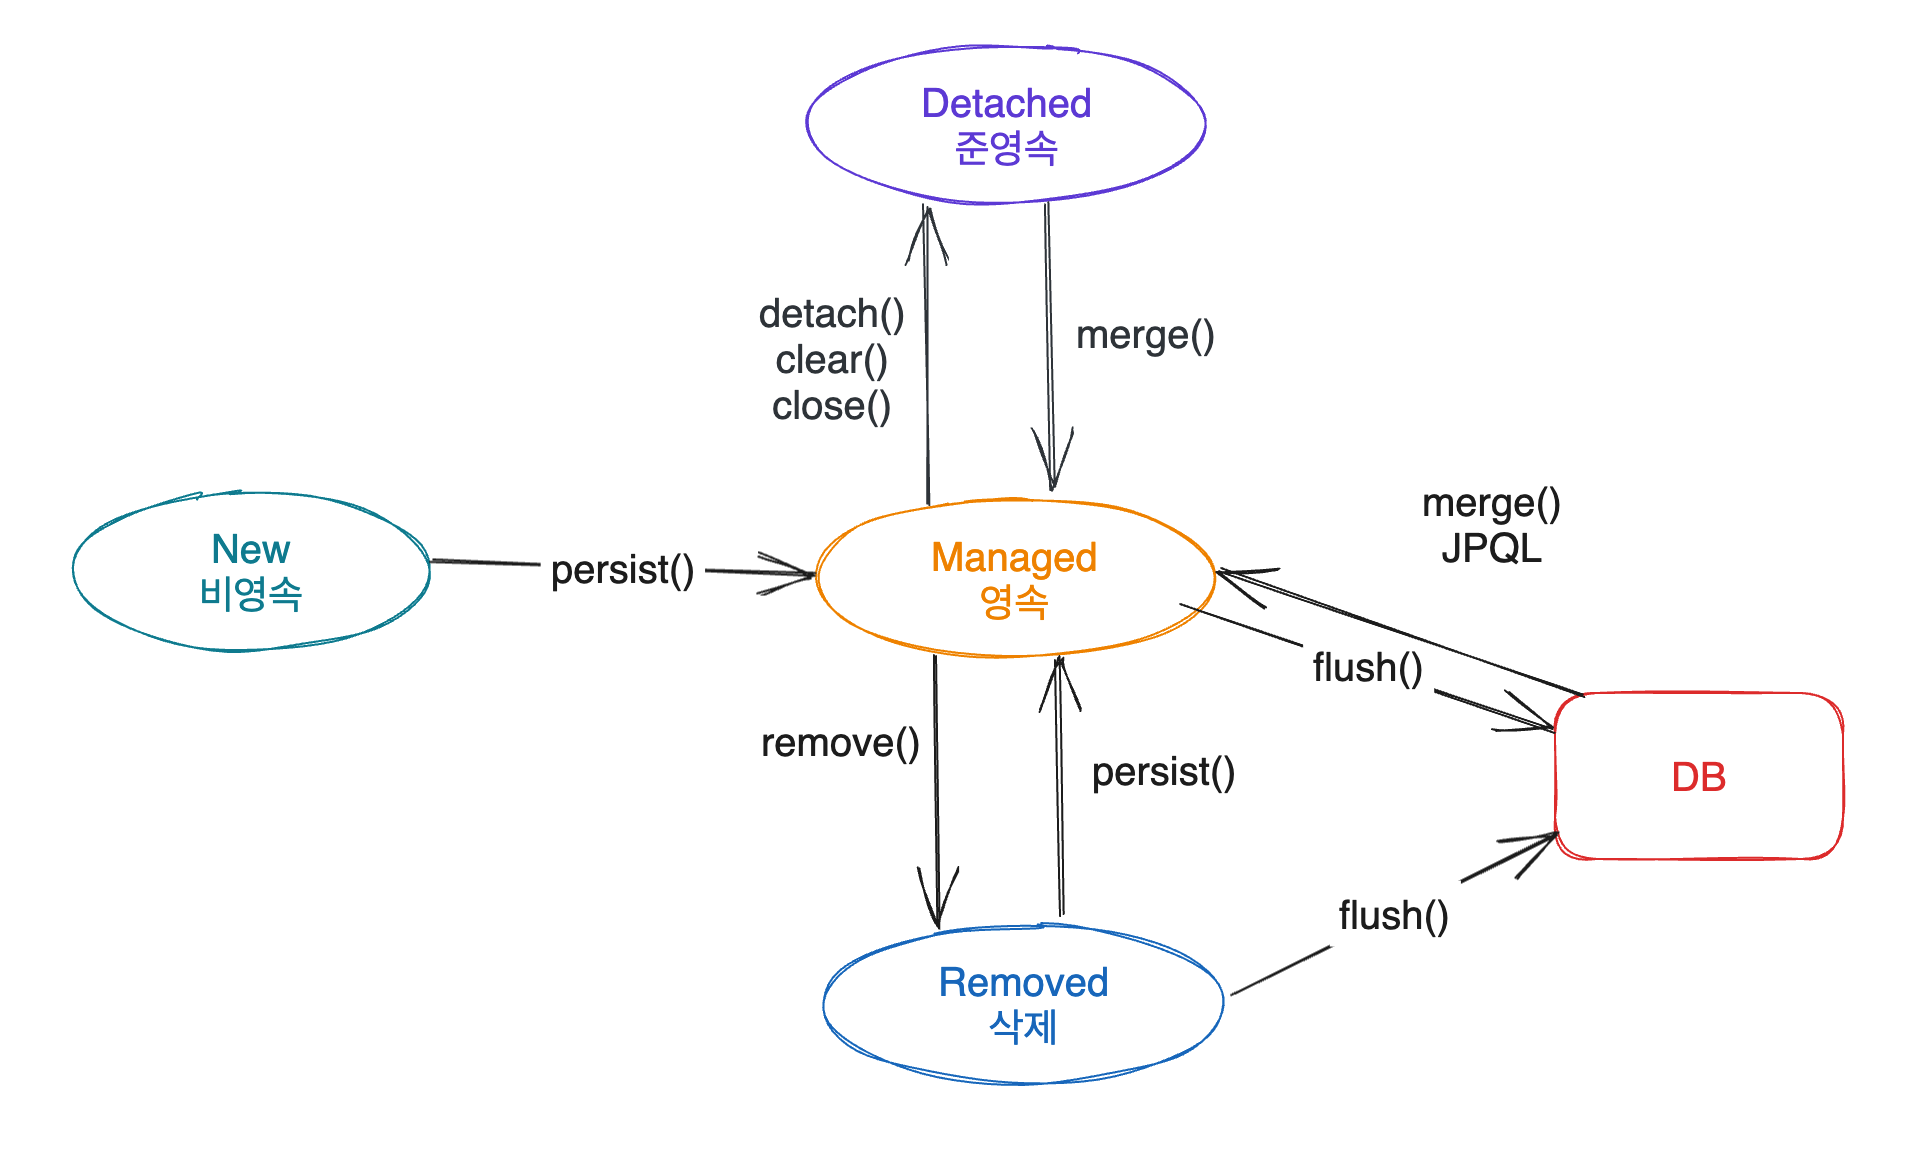 Detached
준영속
detach()
clear()
close()
merge()
New
비영속
persist()
Managed
영속
merge()
JPQL
flush()
remove()
persist()
DB
flush()
Removed
삭제